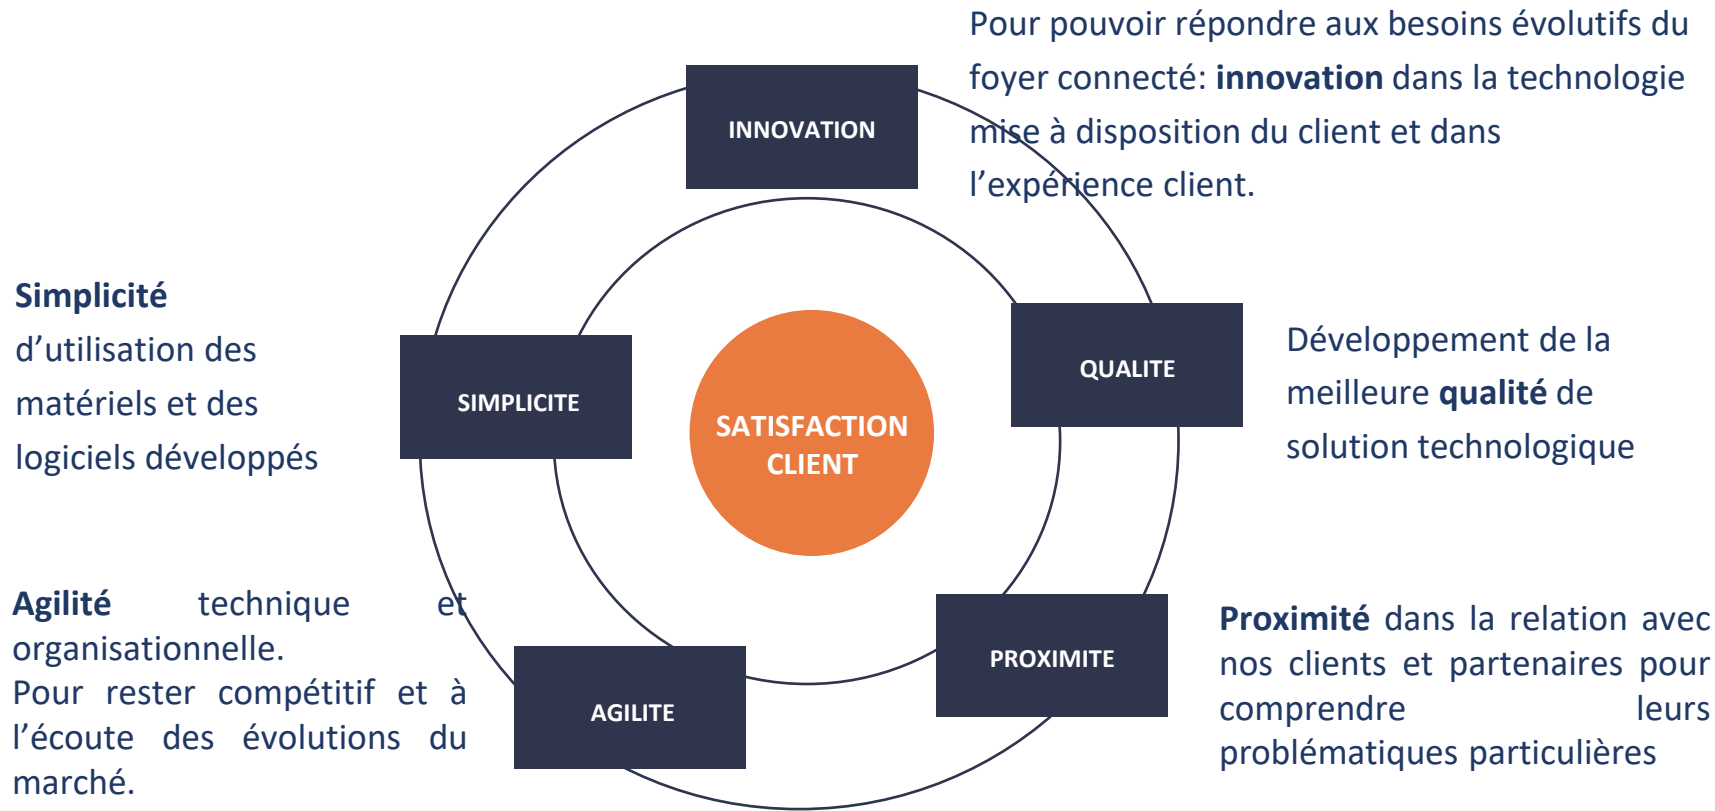 Pour pouvoir répondre aux besoins évolutifs du
foyer connecté: innovation dans la technologie
mise à disposition du client et dans
l’expérience client.
INNOVATION
Simplicité
d’utilisation des
matériels et des
logiciels développés
SIMPLICITE
SATISFACTION
CLIENT
QUALITE
Développement de la
meilleure qualité de
solution technologique
Agilité technique et
organisationnelle.
Pour rester compétitif et à
l’écoute des évolutions du
marché.
AGILITE
PROXIMITE
Proximité dans la relation avec
nos clients et partenaires pour
comprendre leurs
problématiques particulières